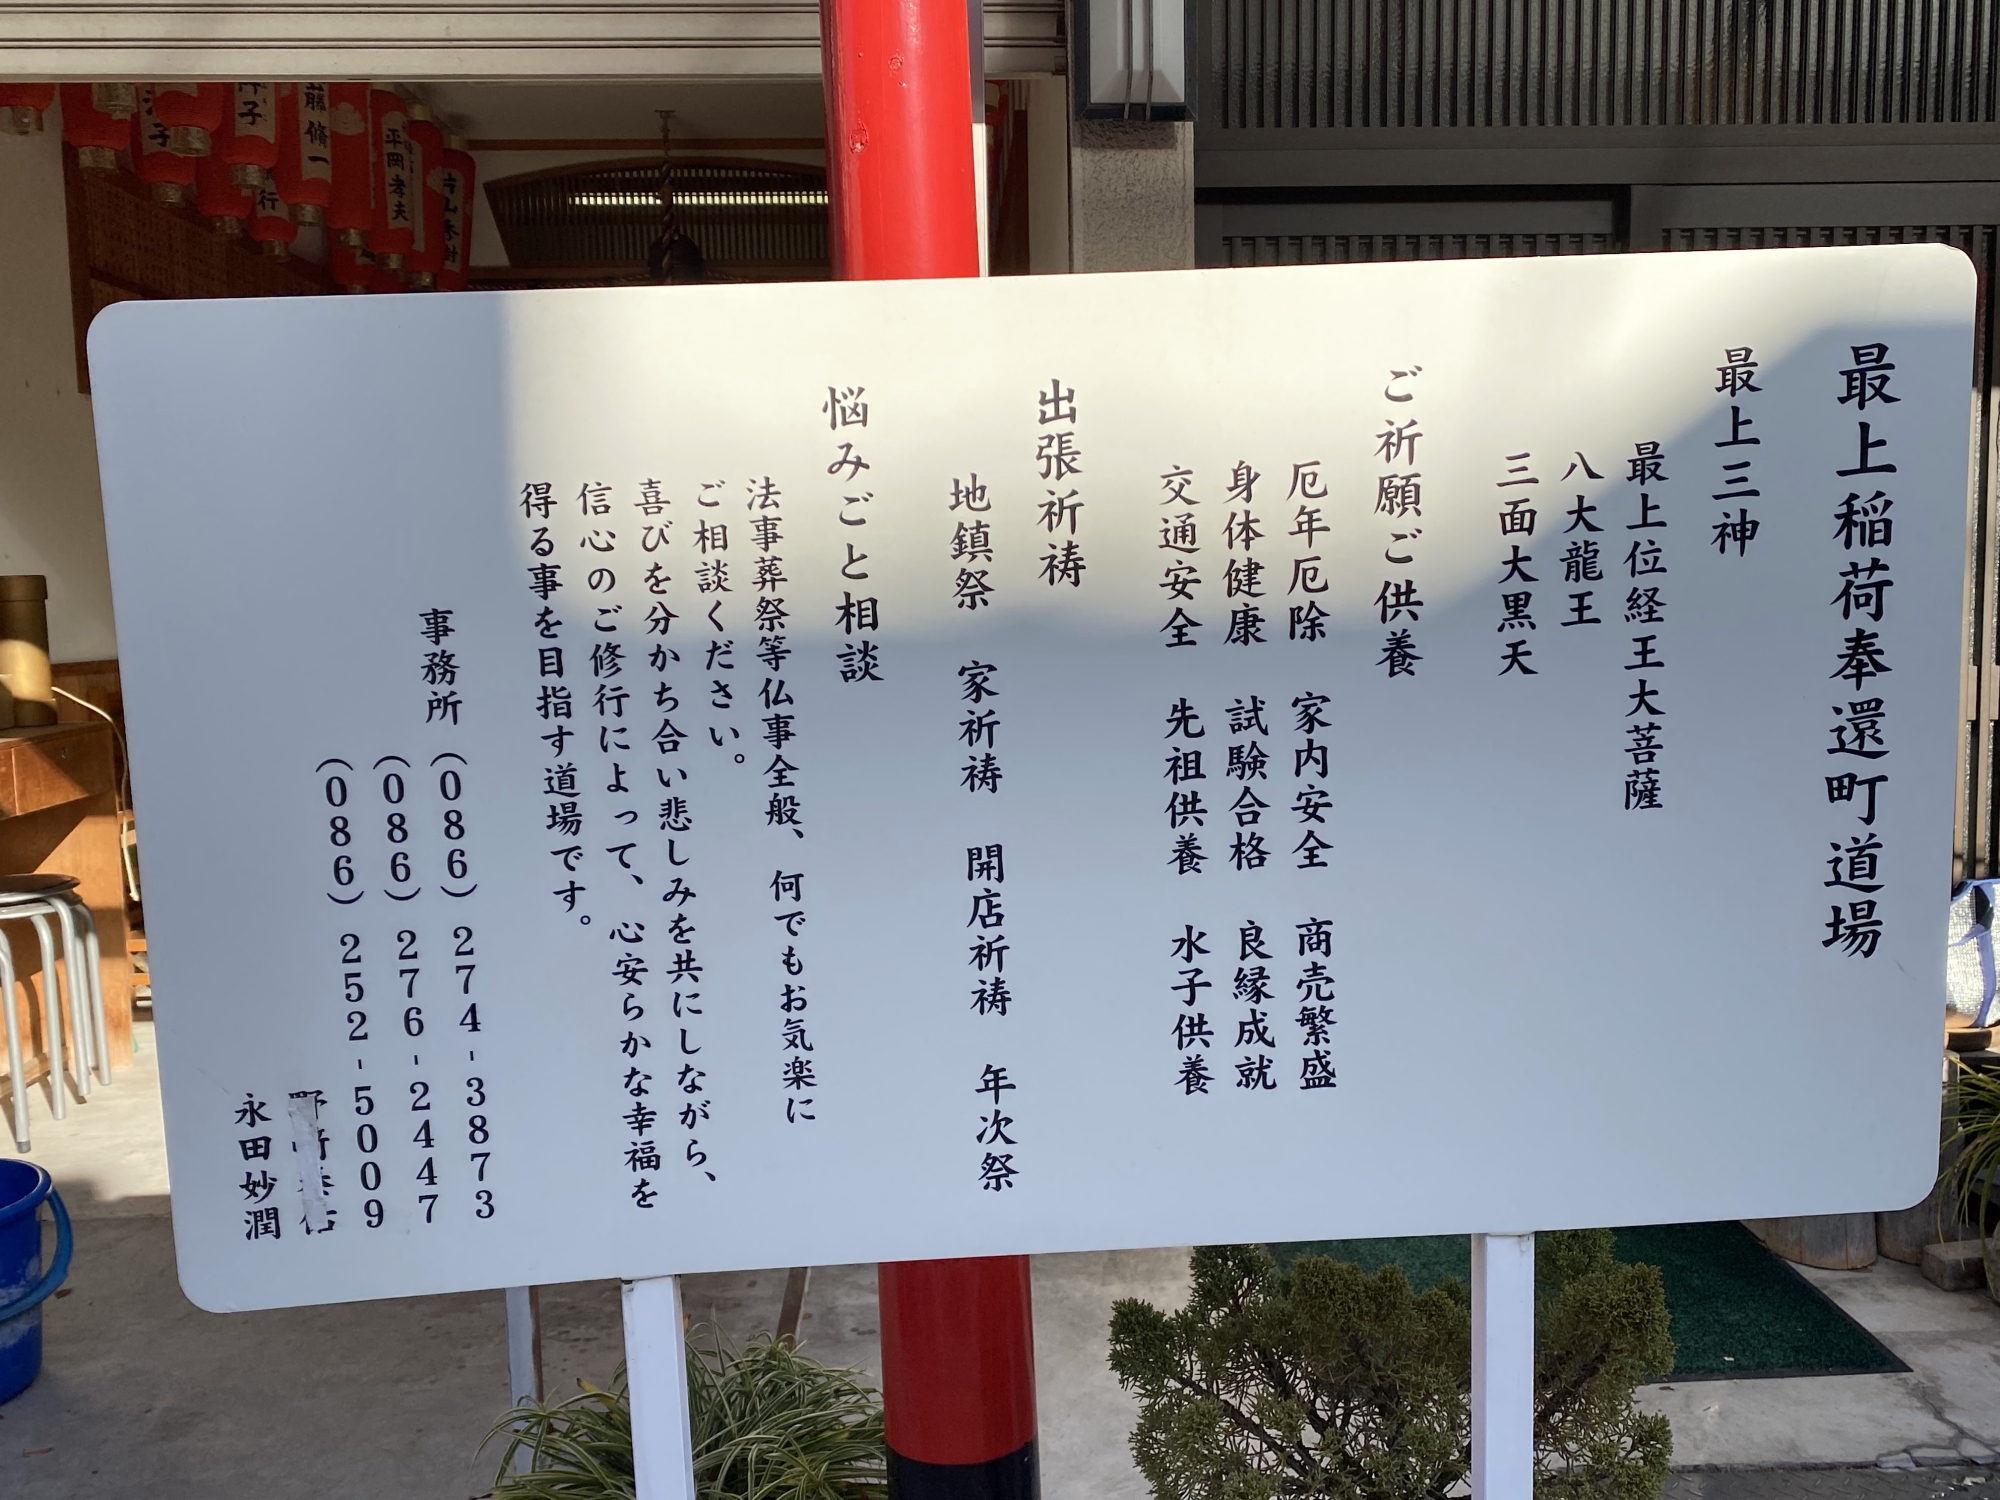 最上稲荷奉還町道場
最上三神
最上位経王大菩薩
八大龍王
三面大黒天
ご祈願ご供養
厄年厄除　家内安全　商売繁盛
身体健康　試験合格　良縁成就
交通安全　先祖供養　水子供養
出張祈祷
地鎮祭　家祈祷　開店祈祷　年次祭
悩みごと相談
法事葬祭等仏事全般、何でもお気楽に
ご相談ください。
喜びを分かち合い悲しみを共にしながら、
信心のご修行によって、心安らかな幸福を
得る事を目指す道場です。
事務所（086）274-3873
（086）276-2447
（086）252-5009
永田妙潤
平岡孝夫
藤脩一